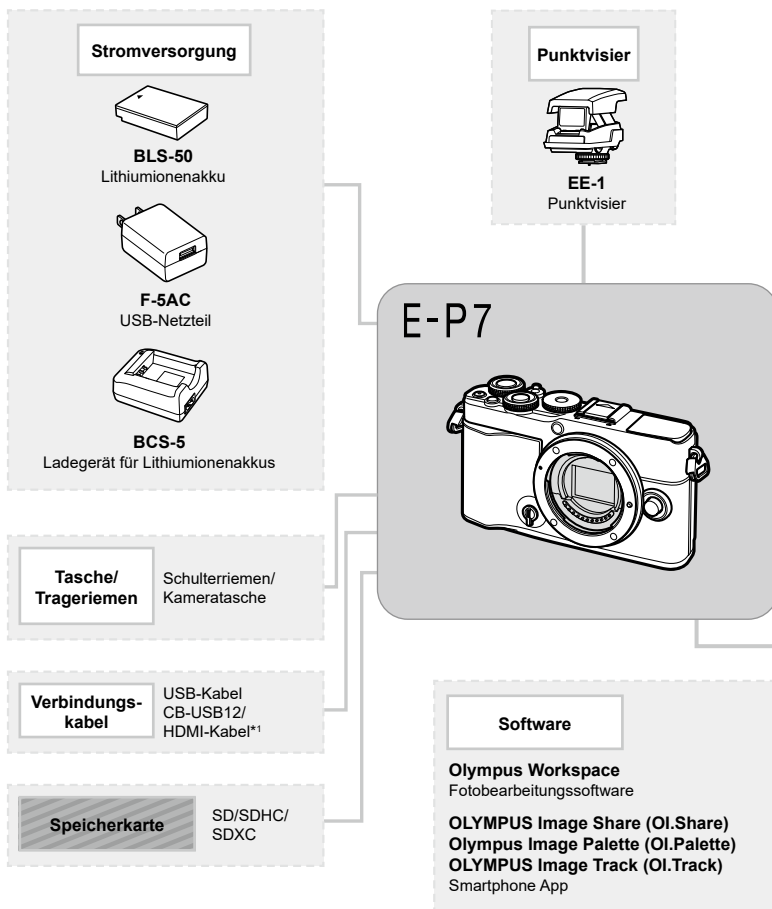 Stromversorgung
BLS-50
Lithiumionenakku
F-5AC
USB-Netzteil
BCS-5
Ladegerät für Lithiumionenakkus
Punktvisier
EE-1
Punktvisier
E-P7
Tasche/
Trageriemen
Schulterriemen/
Kameratasche
Verbindungs-
kabel
USB-Kabel
CB-USB12/
HDMI-Kabel*1
Speicherkarte
SD/SDHC/
SDXC
Software
Olympus Workspace
Fotobearbeitungssoftware
OLYMPUS Image Share (OI.Share)
Olympus Image Palette (OI.Palette)
OLYMPUS Image Track (OI.Track)
Smartphone App